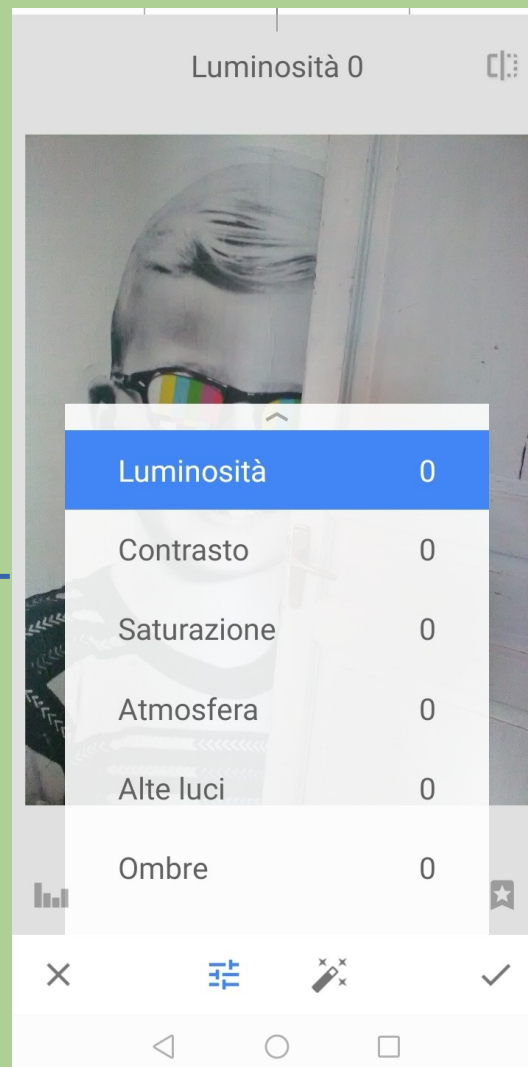 Luminosità 0
Luminosità 0
Contrasto 0
Saturazione 0
Atmosfera 0
Alte luci 0
Ombre 0